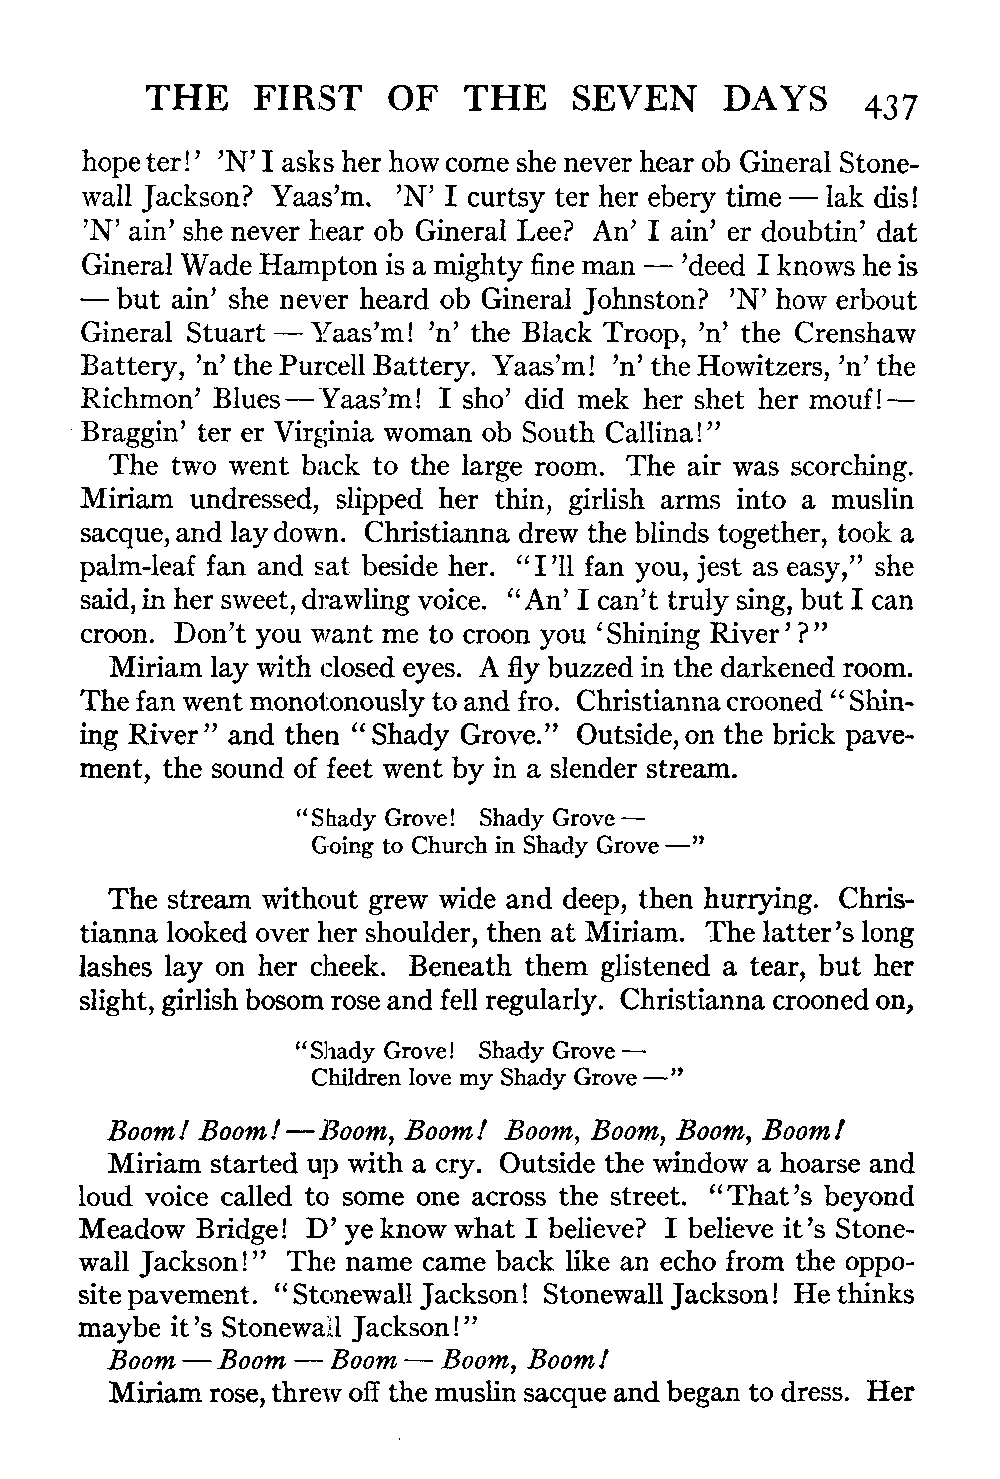 THE FIRST OF THE SEVEN DAYS 437
hope ter!' 'N' I asks her how come she never hear ob Gineral Stone-
wall Jackson? Yaas'm. 'N' I curtsy ter her ebery time — lak dis!
'N' ain' she never hear ob Gineral Lee? An' I ain' er doubtin' dat
Gineral Wade Hampton is a mighty fine man — 'deed I knows he is
— but ain' she never heard ob Gineral Johnston? 'N' how erbout
Gineral Stuart — Yaas'm! 'n' the Black Troop, 'n' the Crenshaw
Battery, 'n' the Purcell Battery. Yaas'm! 'n' the Howitzers, 'n' the
Richmon' Blues — Yaas'm! I sho' did mek her shet her mouf! —
Braggin' ter er Virginia woman ob South Callina!"
The two went back to the large room. The air was scorching.
Miriam undressed, slipped her thin, girlish arms into a muslin
sacque, and lay down. Christianna drew the blinds together, took a
palm-leaf fan and sat beside her. "I'll fan you, jest as easy," she
said, in her sweet, drawling voice. "An' I can't truly sing, but I can
croon. Don't you want me to croon you 'Shining River'?"
Miriam lay with closed eyes. A fly buzzed in the darkened room.
The fan went monotonously to and fro. Christianna crooned "Shin-
ing River" and then "Shady Grove." Outside, on the brick pave-
ment, the sound of feet went by in a slender stream.
"Shady Grove! Shady Grove —
Going to Church in Shady Grove —"
The stream without grew wide and deep, then hurrying. Chris-
tianna looked over her shoulder, then at Miriam. The latter's long
lashes lay on her cheek. Beneath them glistened a tear, but her
slight, girlish bosom rose and fell regularly. Christianna crooned on,
"Shady Grove! Shady Grove —
Children love my Shady Grove —"
Boom! Boom! — Boom, Boom! Boom, Boom, Boom, Boom!
Miriam started up with a cry. Outside the window a hoarse and
loud voice called to some one across the street. "That's beyond
Meadow Bridge! D' ye know what I believe? I believe it's Stone-
wall Jackson!" The name came back like an echo from the oppo-
site pavement. "Stonewall Jackson! Stonewall Jackson! He thinks
maybe it's Stonewall Jackson!"
Boom — Boom — Boom — Boom, Boom!
Miriam rose, threw off the muslin sacque and began to dress. Her